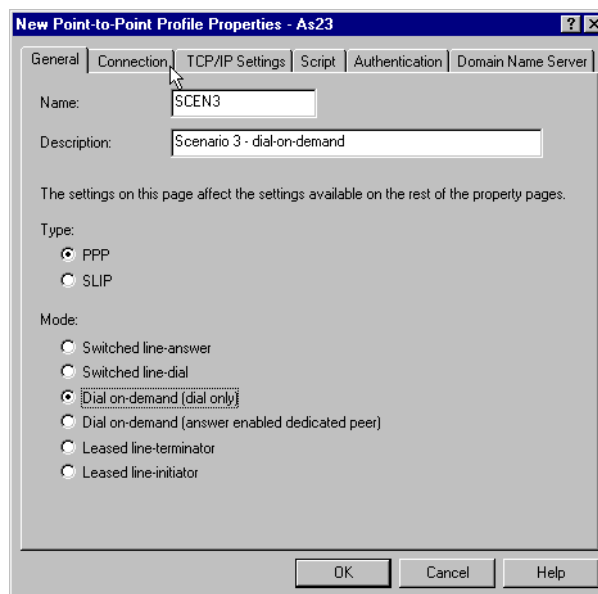 New Point-to-Point Profile Properties - As23
General Connection TCP/IP Settings Script Authentication Domain Name Server
Name: SCEN3
Description: Scenario 3 - dial-on-demand
The settings on this page affect the settings available on the rest of the property pages.
Type:
PPP
SLIP
Mode:
Switched line-answer
Switched line-dial
Dial on-demand (dial only)
Dial on-demand (answer enabled dedicated peer)
Leased line-terminator
Leased line-initiator
OK Cancel Help